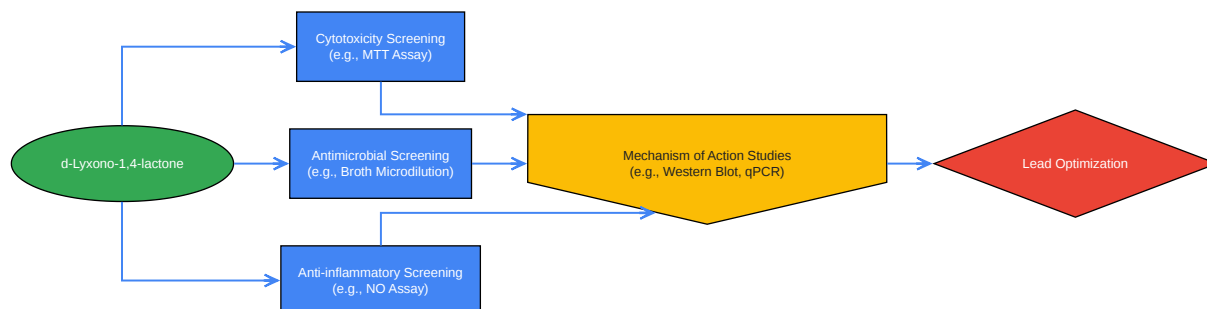 Cytotoxicity Screening
(e.g., MTT Assay)
d-Lyxono-1,4-lactone
Antimicrobial Screening
(e.g., Broth Microdilution)
Mechanism of Action Studies
(e.g., Western Blot, qPCR)
Lead Optimization
Anti-inflammatory Screening
(e.g., NO Assay)